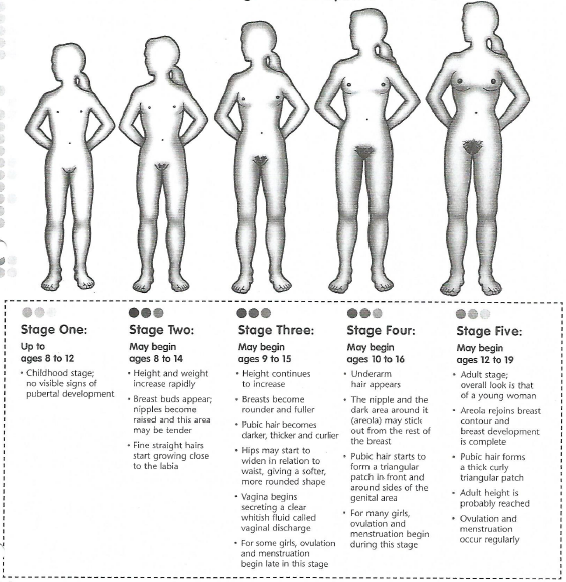 Stage One:
Up to
ages 8 to 12
• Childhood stage;
no visible signs of
pubertal development
Stage Two:
May begin
ages 8 to 14
• Height and weight
increase rapidly
• Breast buds appear;
nipples become
raised and this area
may be tender
• Fine straight hairs
start growing close
to the labia
Stage Three:
May begin
ages 9 to 15
• Height continues
to increase
• Breasts become
rounder and fuller
• Pubic hair becomes
darker, thicker and curlier
• Hips may start to
widen in relation to
waist, giving a softer,
more rounded shape
• Vagina begins
secreting a clear
whitish fluid called
vaginal discharge
• For some girls, ovulation
and menstruation
begin late in this stage
Stage Four:
May begin
ages 10 to 16
• Underarm
hair appears
• The nipple and the
dark area around it
(areola) may stick
out from the rest of
the breast
• Pubic hair starts to
form a triangular
patch in front and
around sides of the
genital area
• For many girls,
ovulation and
menstruation begin
during this stage
Stage Five:
May begin
ages 12 to 19
• Adult stage;
overall look is that
of a young woman
• Areola rejoins breast
contour and
breast development
is complete
• Pubic hair forms
a thick curly
triangular patch
• Adult height is
probably reached
• Ovulation and
menstruation
occur regularly